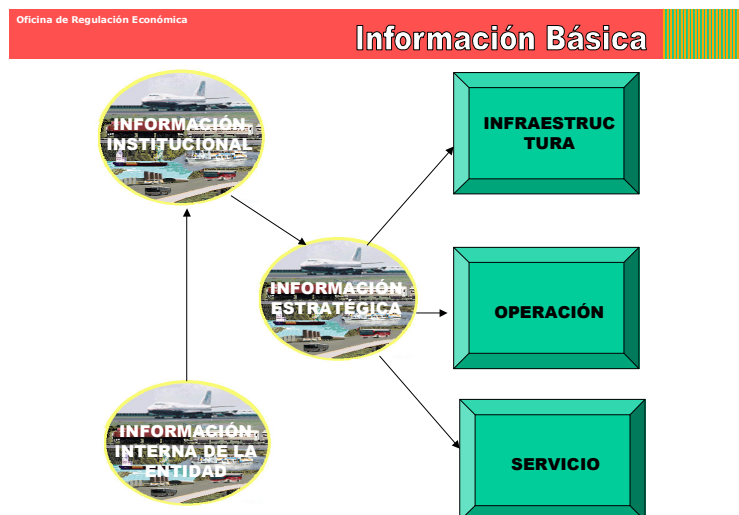 Oficina de Regulación Económica
Información Básica
INFORMACIÓN
INSTITUCIONAL
INFRAESTRUC
TURA
INFORMACIÓN
ESTRATÉGICA
OPERACIÓN
INFORMACIÓN
INTERNA DE LA
ENTIDAD
SERVICIO